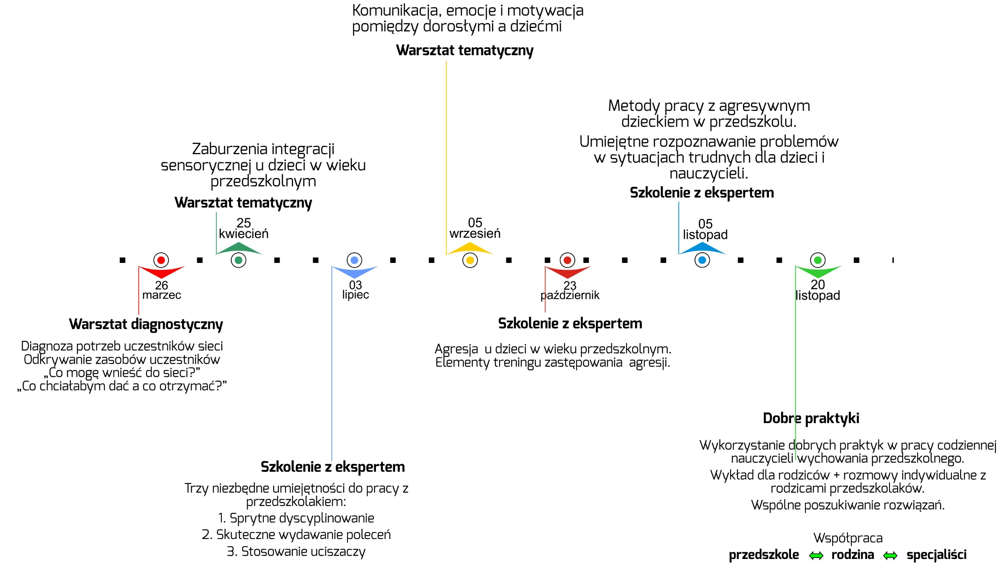 Komunikacja, emocje i motywacja
pomiędzy dorosłymi a dziećmi
Warsztat tematyczny
Metody pracy z agresywnym
dzieckiem w przedszkolu.
Umiejętne rozpoznawanie problemów
w sytuacjach trudnych dla dzieci i
nauczycieli.
Szkolenie z ekspertem
Zaburzenia integracji
sensorycznej u dzieci w wieku
przedszkolnym
Warsztat tematyczny
25
kwiecień
05
wrzesień
05
listopad
26
marzec
03
lipiec
23
październik
20
listopad
Warsztat diagnostyczny
Diagnoza potrzeb uczestników sieci
Odkrywanie zasobów uczestników
„Co mogę wnieść do sieci?”
„Co chciałabym dać a co otrzymać?”
Szkolenie z ekspertem
Agresja u dzieci w wieku przedszkolnym.
Elementy treningu zastępowania agresji.
Szkolenie z ekspertem
Trzy niezbędne umiejętności do pracy z
przedszkolakiem:
1. Sprytne dyscyplinowanie
2. Skuteczne wydawanie poleceń
3. Stosowanie uciszaczy
Dobre praktyki
Wykorzystanie dobrych praktyk w pracy codziennej
nauczycieli wychowania przedszkolnego.
Wykład dla rodziców + rozmowy indywidualne z
rodzicami przedszkolaków.
Wspólne poszukiwanie rozwiązań.
Współpraca
przedszkole rodzina specjaliści